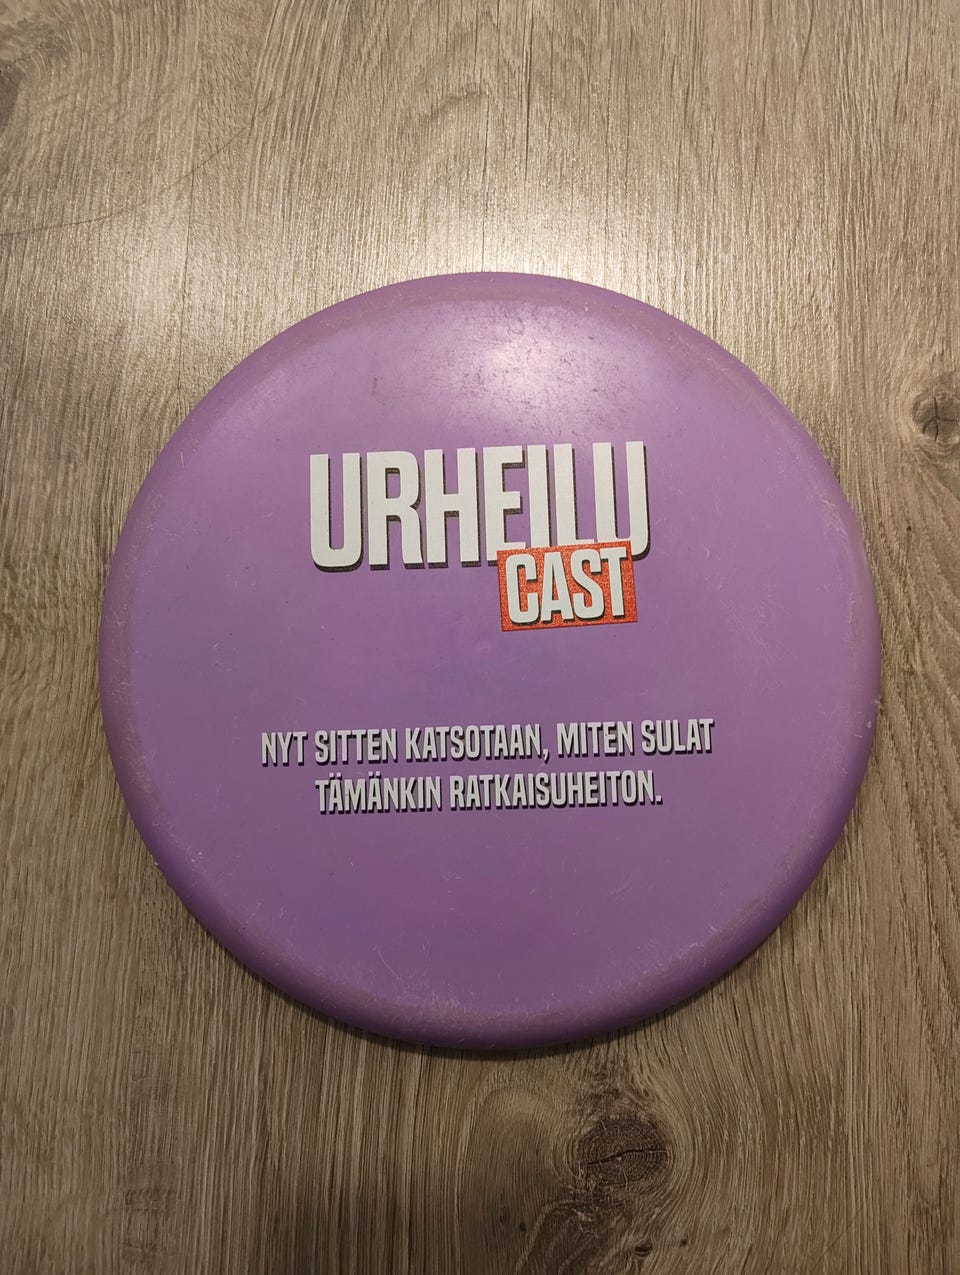 URHEILU
CAST
NYT SITTEN KATSOTAAN, MITEN SULAT
TÄMÄNKIN RATKAISUHEITON.